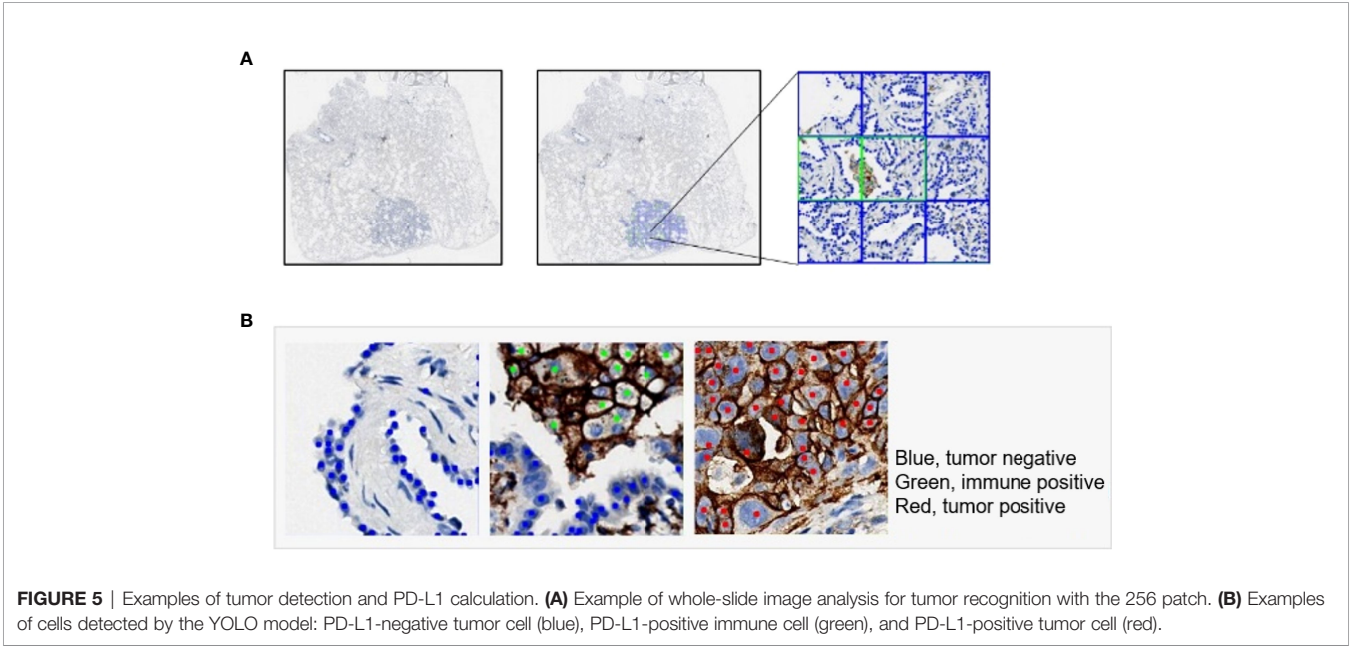 A
B
Blue, tumor negative
Green, immune positive
Red, tumor positive
FIGURE 5 | Examples of tumor detection and PD-L1 calculation. (A) Example of whole-slide image analysis for tumor recognition with the 256 patch. (B) Examples
of cells detected by the YOLO model: PD-L1-negative tumor cell (blue), PD-L1-positive immune cell (green), and PD-L1-positive tumor cell (red).